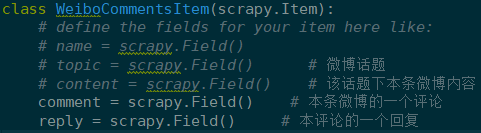 class WeiboCommentsItem(scrapy.Item):
# define the fields for your item here like:
# name = scrapy.Field()
# topic = scrapy.Field() # 微博话题
# content = scrapy.Field() # 该话题下本条微博内容
comment = scrapy.Field() # 本条微博的一个评论
reply = scrapy.Field() # 本评论的一个回复